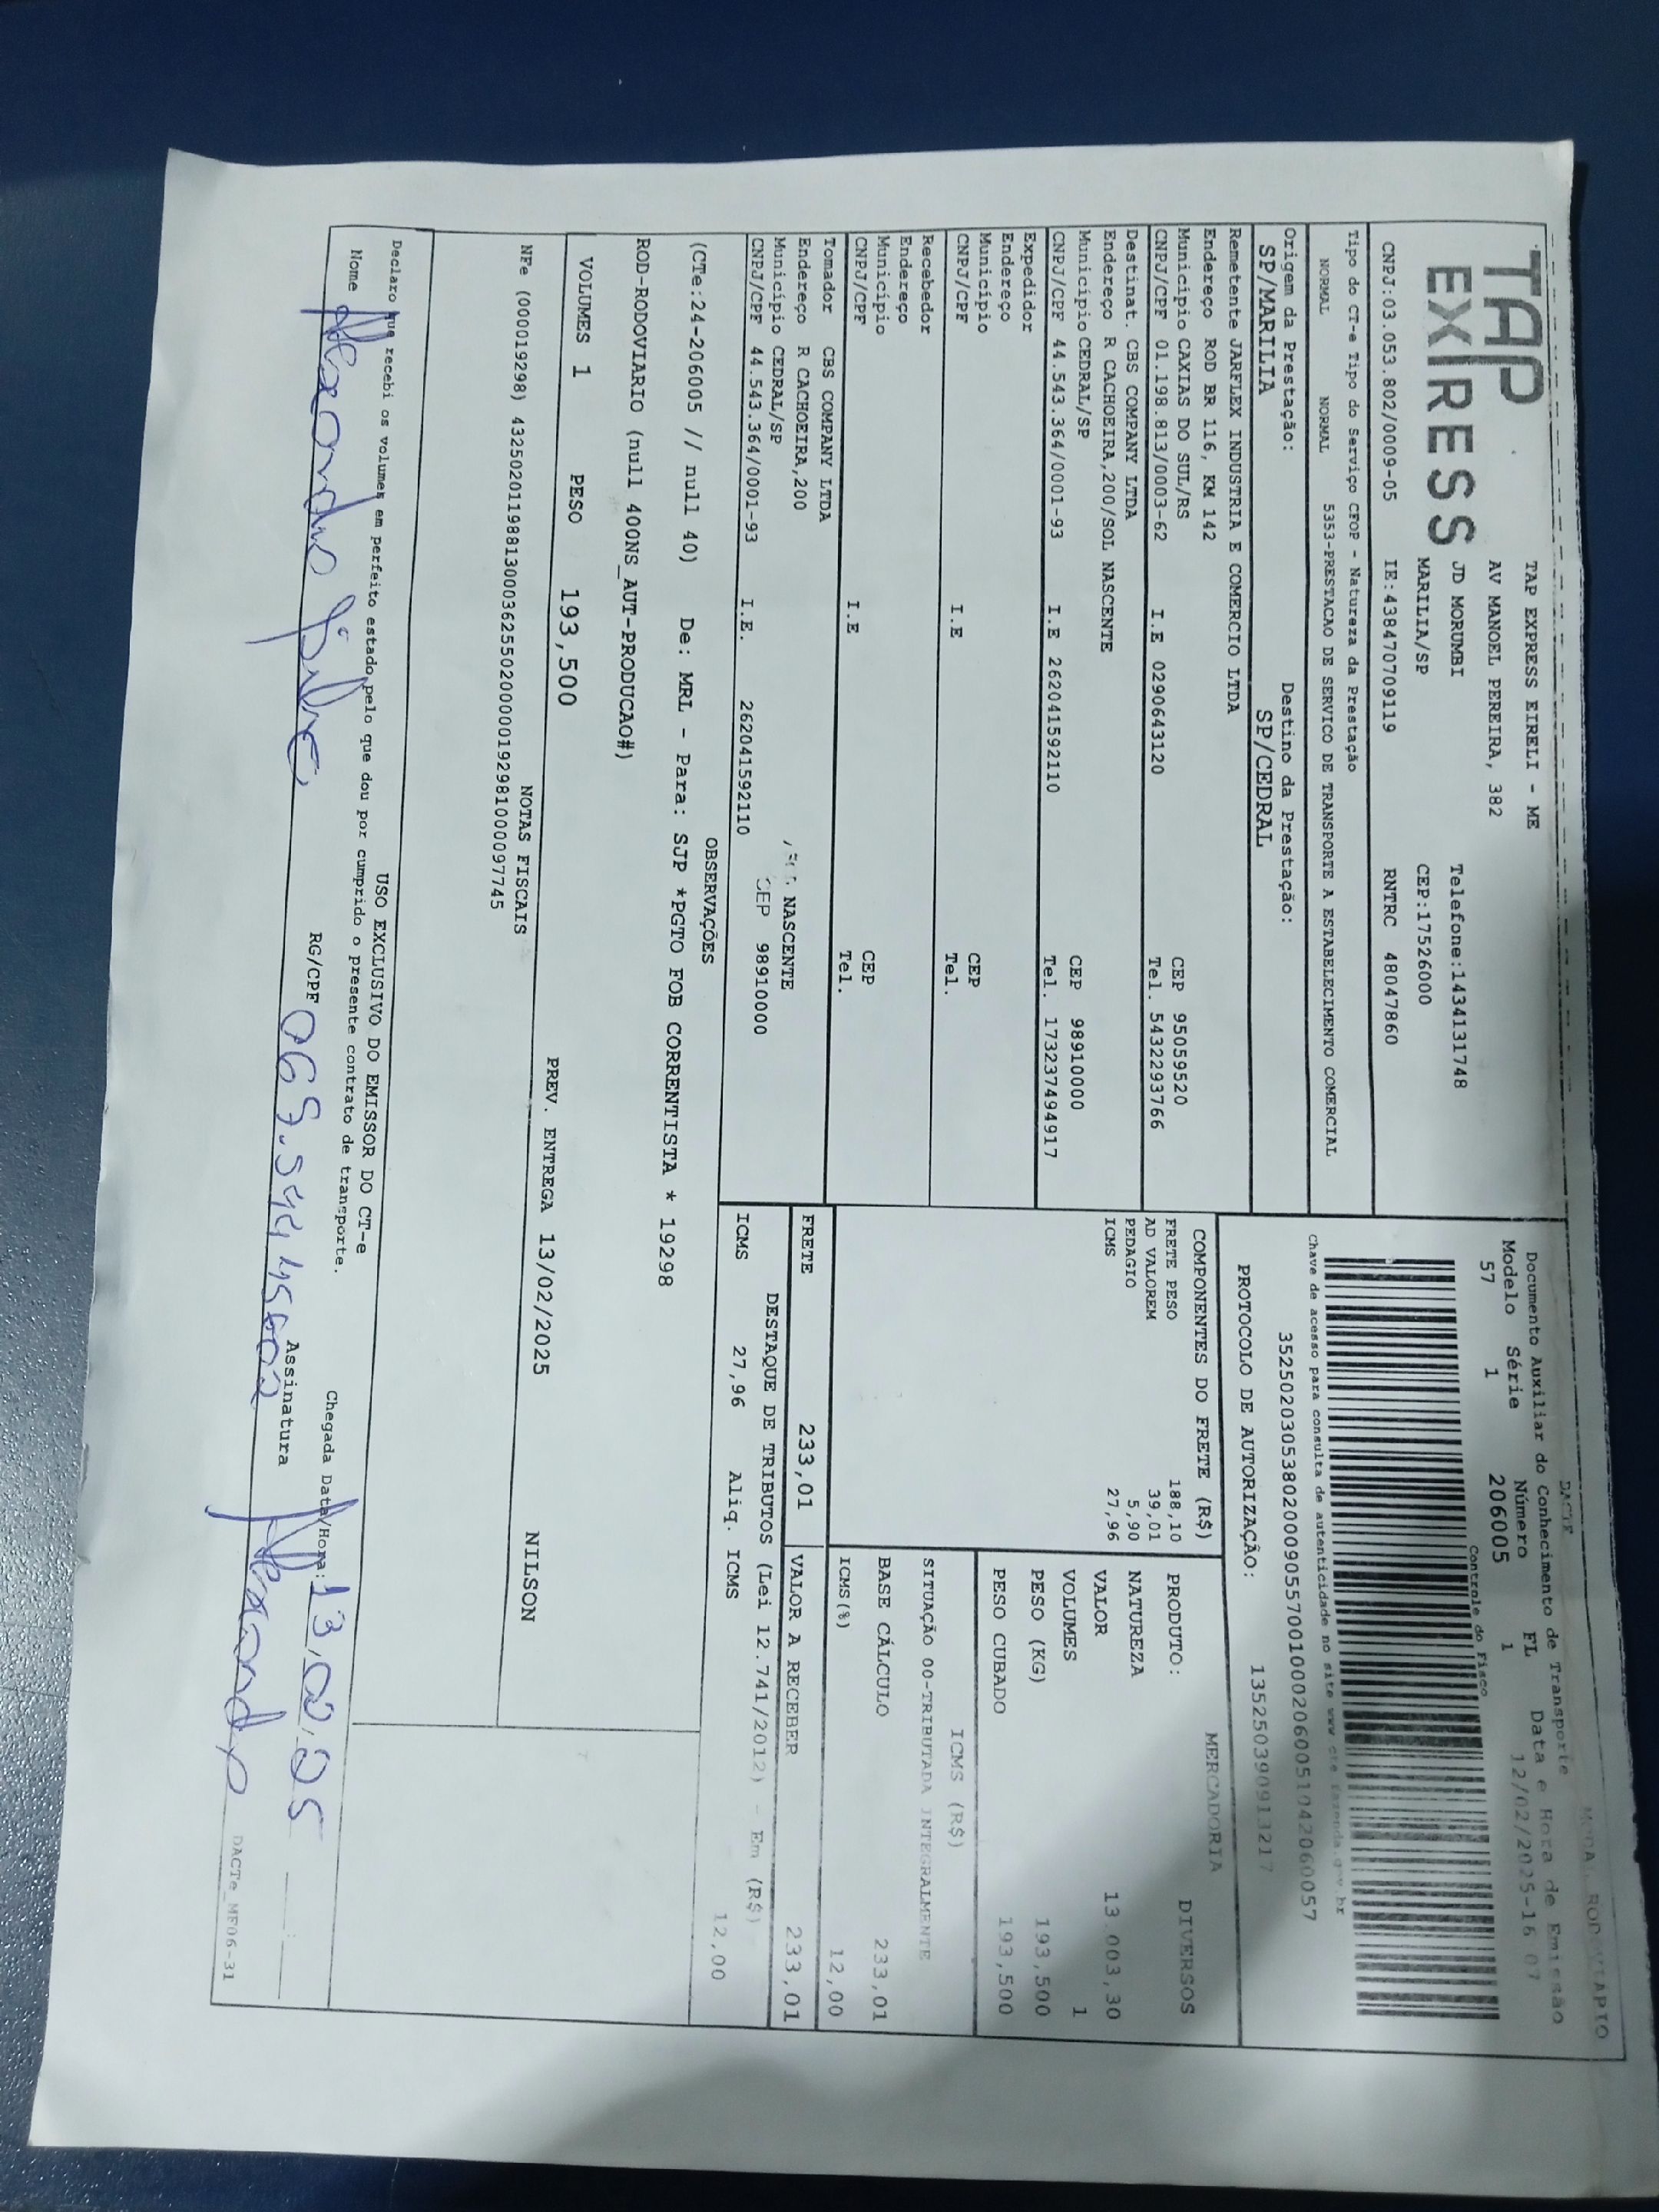 TAP
EXPRESS
TAP EXPRESS EIRELI - ME
AV MANOEL PEREIRA, 382
JD MORUMBI Telefone:1434131748
MARILIA/SP CEP:17526000
CNPJ:03.053.802/0009-05 IE:438470709119 RNTRC 48047860
DACTE
Documento Auxiliar do Conhecimento de Transporte
Modelo Série Número FL Data e Hora de Emissão
57 1 206005 1 12/02/2025-16 07
Controle do Fisco
Chave de acesso para consulta de autenticidade no site www cte fazenda.gov.br
35250203053802000905570010002060051042060057
PROTOCOLO DE AUTORIZAÇÃO: 135250390913217
Tipo do CT-e Tipo do Serviço CFOP - Natureza da Prestação
NORMAL NORMAL 5353-PRESTACAO DE SERVICO DE TRANSPORTE A ESTABELECIMENTO COMERCIAL
Origem da Prestação: Destino da Prestação:
SP/MARILIA SP/CEDRAL
Remetente JARFLEX INDUSTRIA E COMERCIO LTDA
Endereço ROD BR 116, KM 142
Municipio CAXIAS DO SUL/RS CEP 95059520
CNPJ/CPF 01.198.813/0003-62 I.E 0290643120 Tel. 5432293766
Destinat. CBS COMPANY LTDA
Endereço R CACHOEIRA,200/SOL NASCENTE
Município CEDRAL/SP CEP 98910000
CNPJ/CPF 44.543.364/0001-93 I.E 262041592110 Tel. 173237494917
Expedidor
Endereço
Município CEP
CNPJ/CPF I.E Tel.
Recebedor
Endereço
Município CEP
CNPJ/CPF I.E Tel.
Tomador CBS COMPANY LTDA
Endereço R CACHOEIRA,200 NASCENTE
Município CEDRAL/SP CEP 98910000
CNPJ/CPF 44.543.364/0001-93 I.E. 262041592110
COMPONENTES DO FRETE (R$)
FRETE PESO 188,10
AD VALOREM 39,01
PEDAGIO 5,90
ICMS 27,96
MERCADORIA
PRODUTO: DIVERSOS
NATUREZA
VALOR 13.003,30
VOLUMES 1
PESO (KG) 193,500
PESO CUBADO 193,500
ICMS (R$)
SITUAÇÃO 00-TRIBUTADA INTEGRALMENTE
BASE CÁLCULO 233,01
ICMS(%) 12,00
FRETE 233,01 VALOR A RECEBER 233,01
DESTAQUE DE TRIBUTOS (Lei 12.741/2012) - Em (R$)
ICMS 27,96 Aliq. ICMS 12,00
OBSERVAÇÕES
(CTe:24-206005 // null 40) De: MRL - Para: SJP *PGTO FOB CORRENTISTA * 19298
ROD-RODOVIARIO (null 400NS_AUT-PRODUCAO#)
VOLUMES 1 PESO 193,500 PREV. ENTREGA 13/02/2025 NILSON
NOTAS FISCAIS
NFe (000019298) 43250201198813000362550200000192981000097745
USO EXCLUSIVO DO EMISSOR DO CT-e
Declaro que recebi os volumes em perfeito estado pelo que dou por cumprido o presente contrato de transporte.
Chegada Data/Hora: 13,02,25
Nome Alexandre Silva RG/CPF Assinatura Alexandre
DACTe_MF06-31